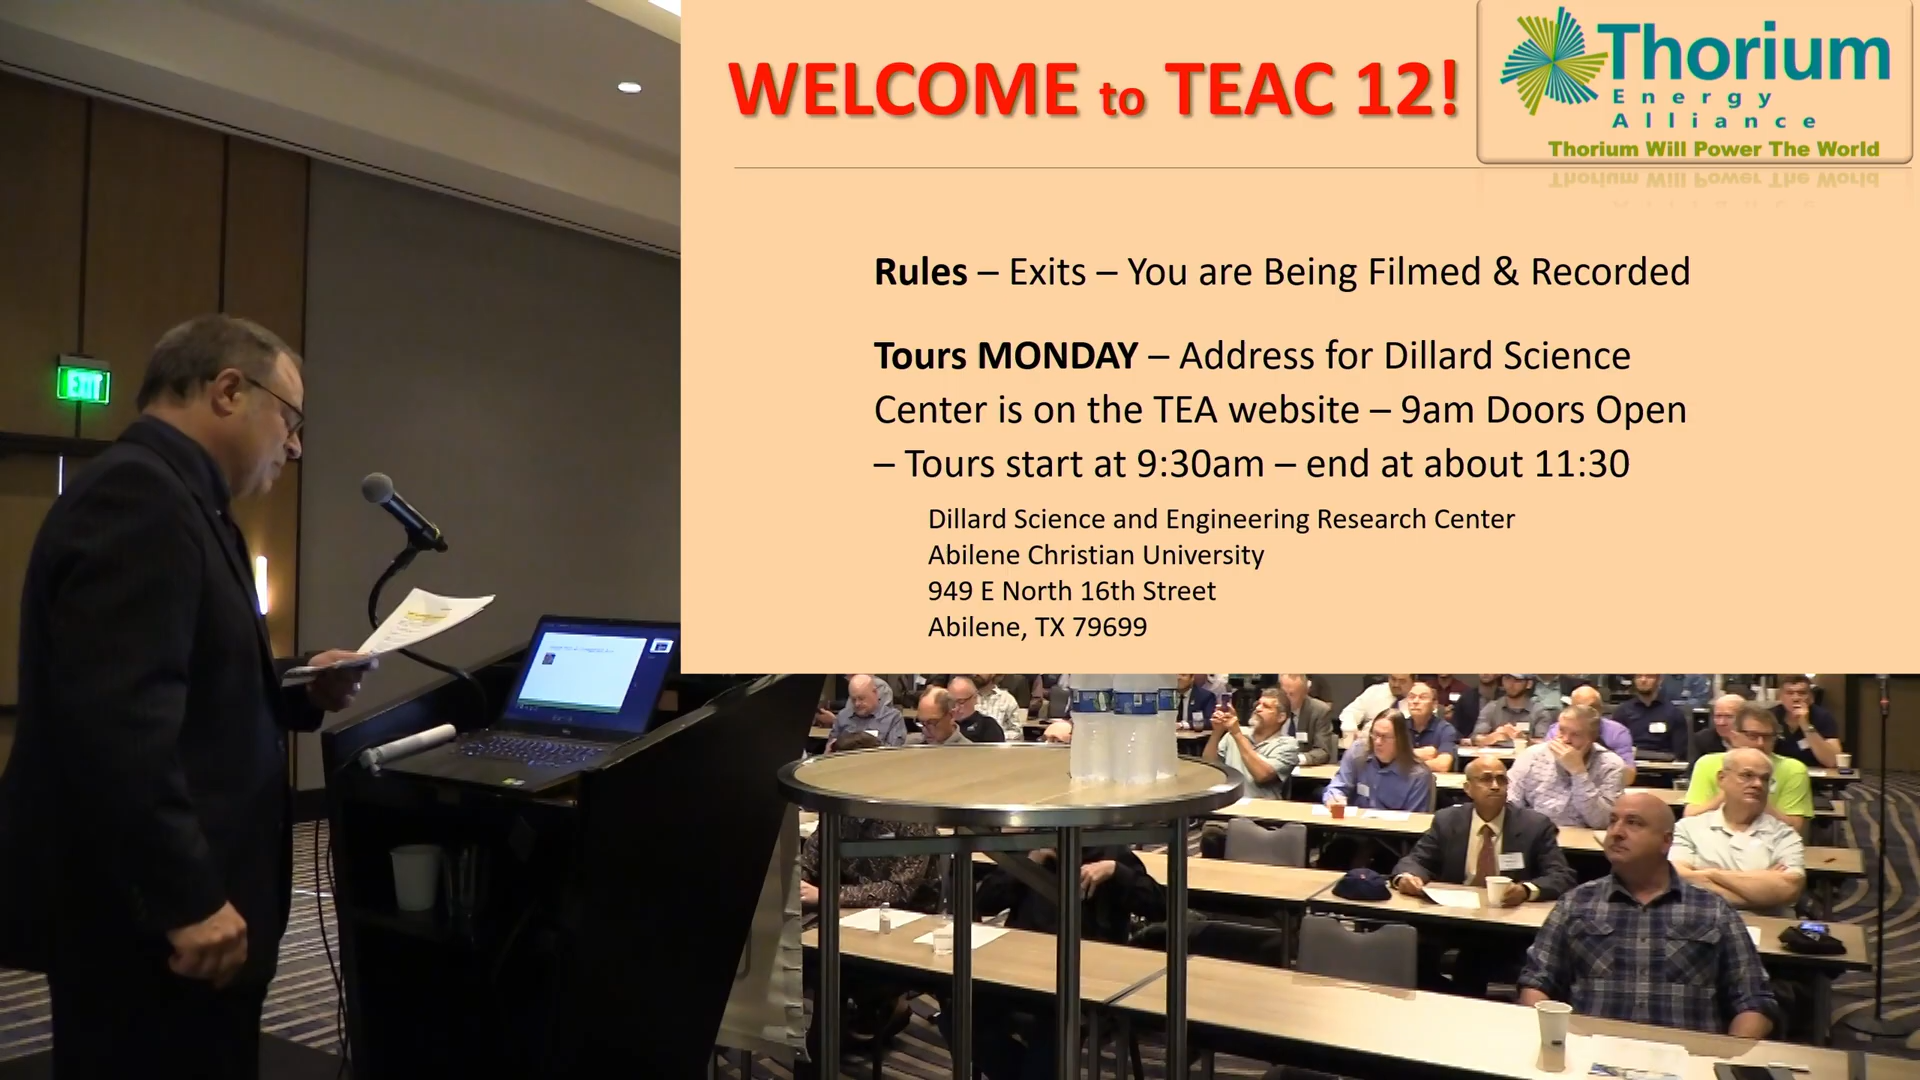 WELCOME to TEAC 12!
Thorium
Energy
Alliance
Thorium Will Power The World
Rules – Exits – You are Being Filmed & Recorded
Tours MONDAY – Address for Dillard Science
Center is on the TEA website – 9am Doors Open
– Tours start at 9:30am – end at about 11:30
Dillard Science and Engineering Research Center
Abilene Christian University
949 E North 16th Street
Abilene, TX 79699
EXIT